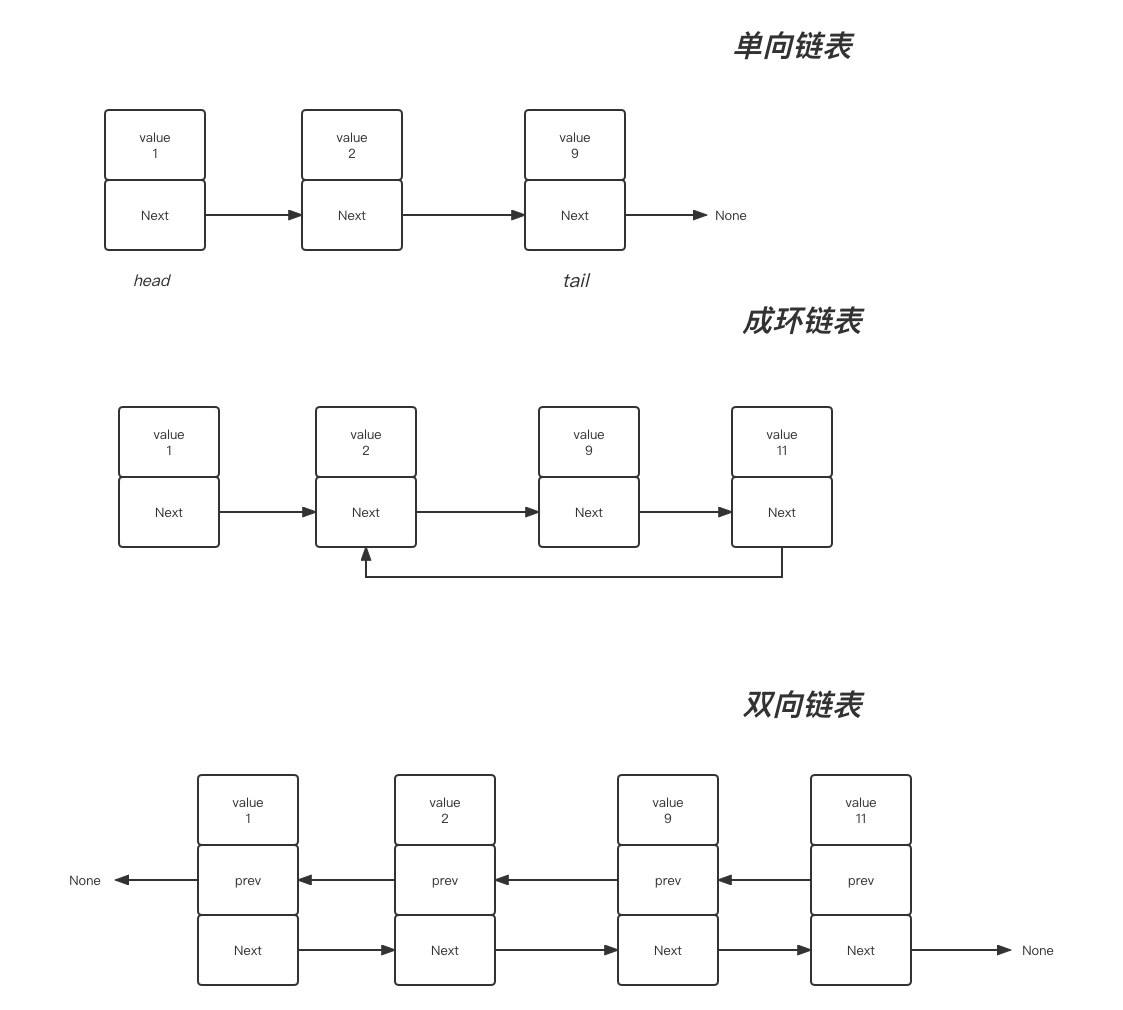 单向链表
value
1
value
2
value
9
Next
Next
Next
None
head
tail
成环链表
value
1
value
2
value
9
value
11
Next
Next
Next
Next
双向链表
value
1
value
2
value
9
value
11
None
prev
prev
prev
prev
Next
Next
Next
Next
None